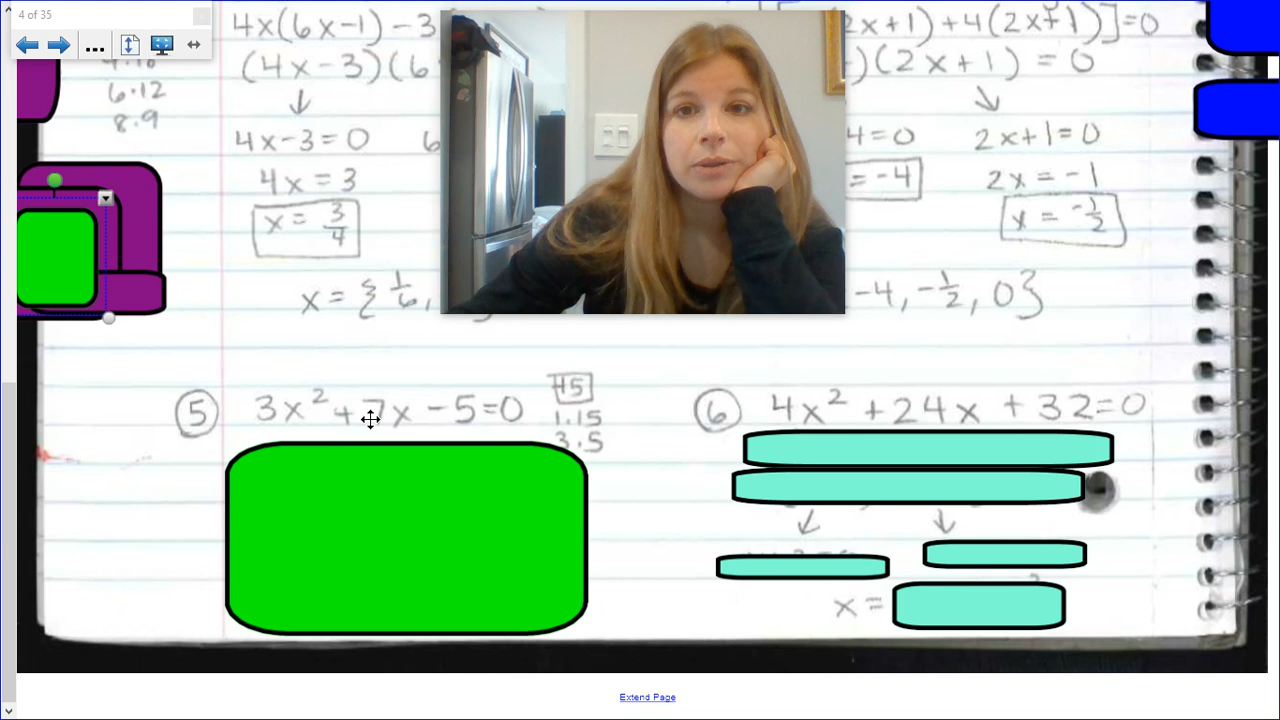 4 of 35
4x(6x-1)-3
2x+1)+4(2x+1)]=0
(4x-3)(6
)(2x+1) = 0
6·12
8·9
4x-3=0 6
4=0 2x+1=0
4x=3
=-4 2x=-1
x=3/4
x=-1/2
x={1/6,
-4, -1/2, 0}
⑤ 3x²+7x-5=0 45
1·15
3·5
⑥ 4x²+24x+32=0
x=
Extend Page